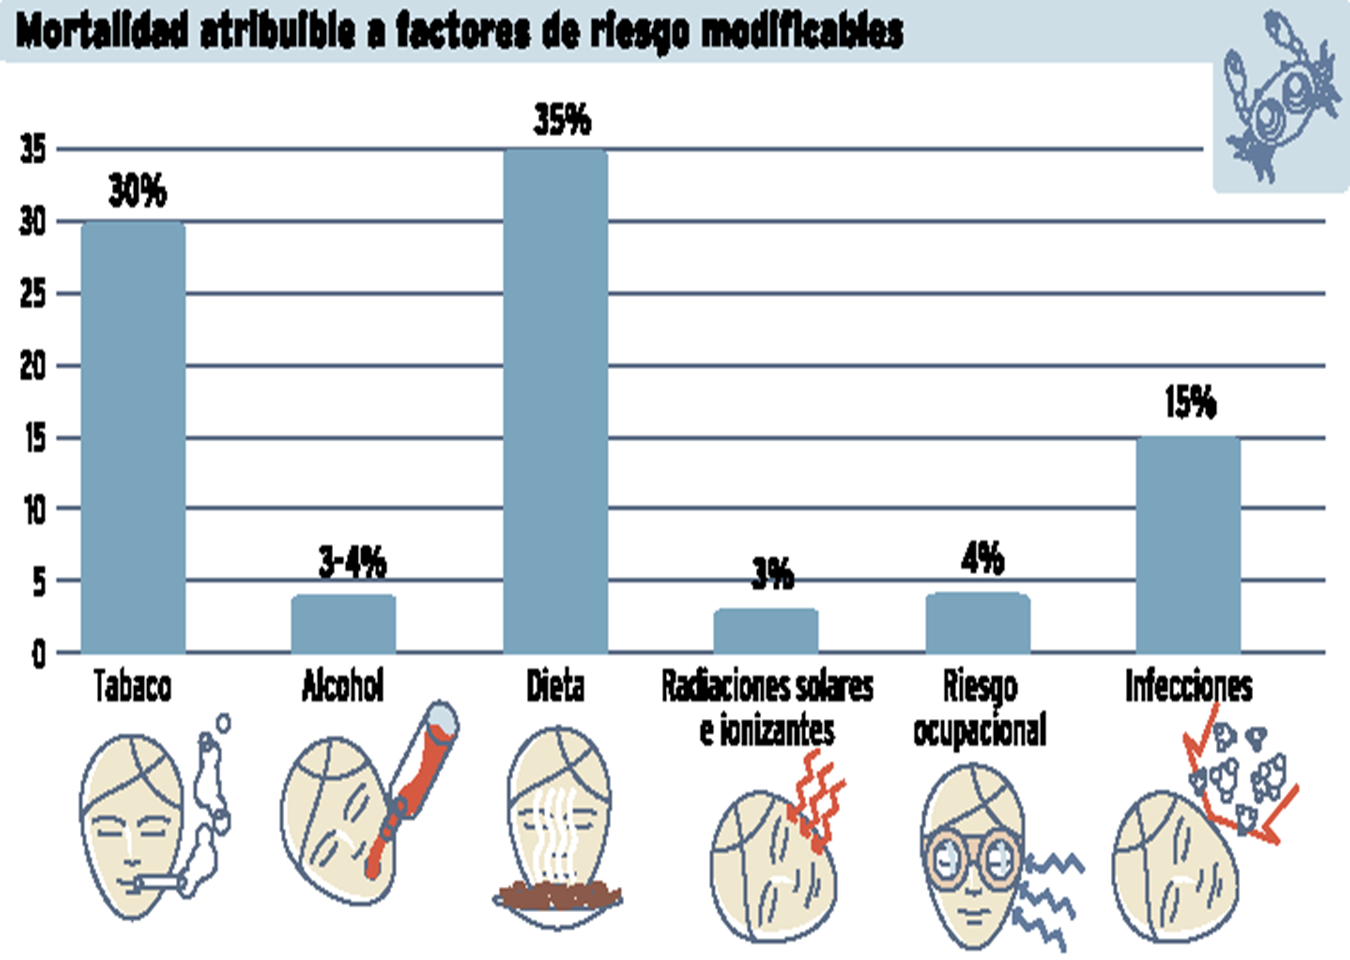 Mortalidad atribuible a factores de riesgo modificables
35%
35
30%
30
25
20
15%
15
10
3-4%
3%
4%
5
0
Tabaco
Alcohol
Dieta
Radiaciones solares
e ionizantes
Riesgo
ocupacional
Infecciones